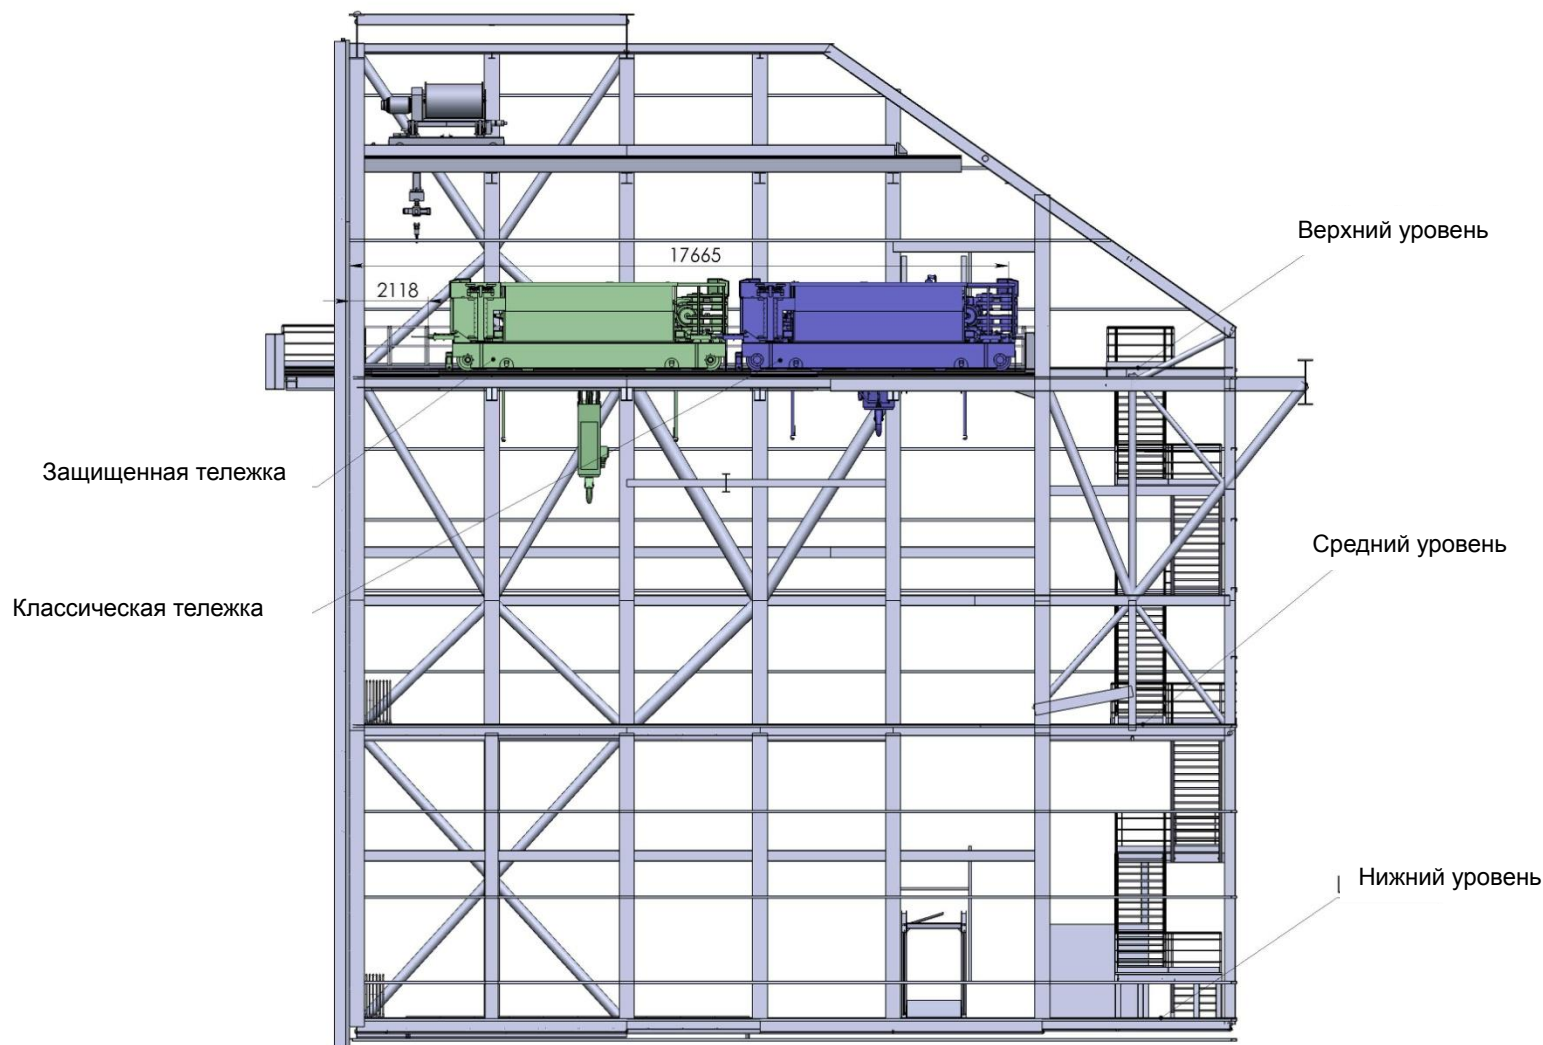 Верхний уровень
17665
2118
Защищенная тележка
Средний уровень
Классическая тележка
Нижний уровень